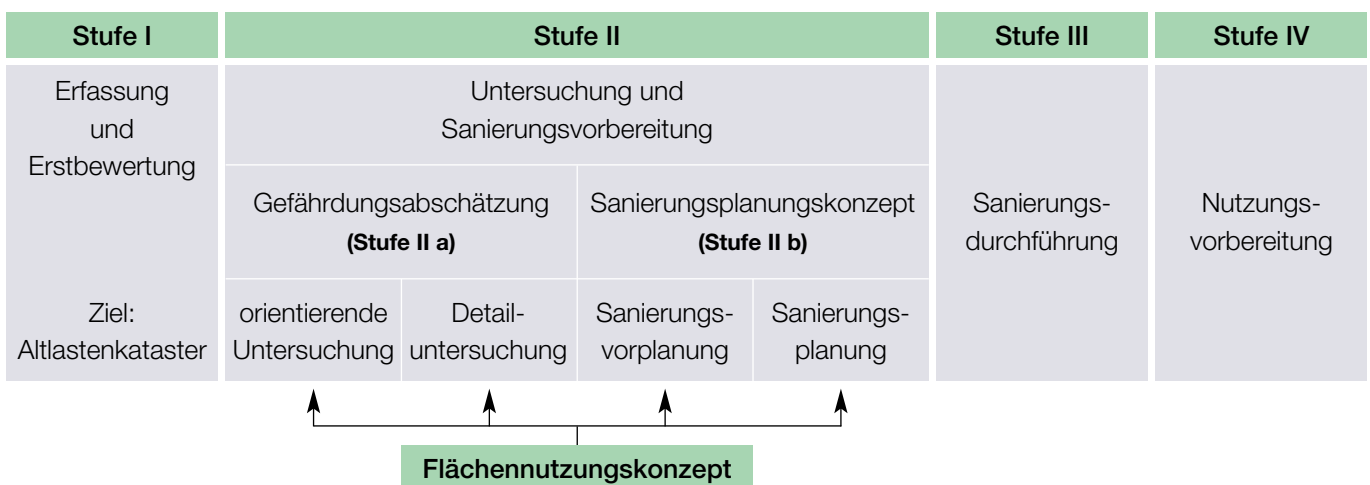 Stufe I
Stufe II
Stufe III
Stufe IV
Erfassung
und
Erstbewertung
Ziel:
Altlastenkataster
Untersuchung und
Sanierungsvorbereitung
Gefährdungsabschätzung
(Stufe II a)
Sanierungsplanungskonzept
(Stufe II b)
orientierende
Untersuchung
Detail-
untersuchung
Sanierungs-
vorplanung
Sanierungs-
planung
Sanierungs-
durchführung
Nutzungs-
vorbereitung
Flächennutzungskonzept